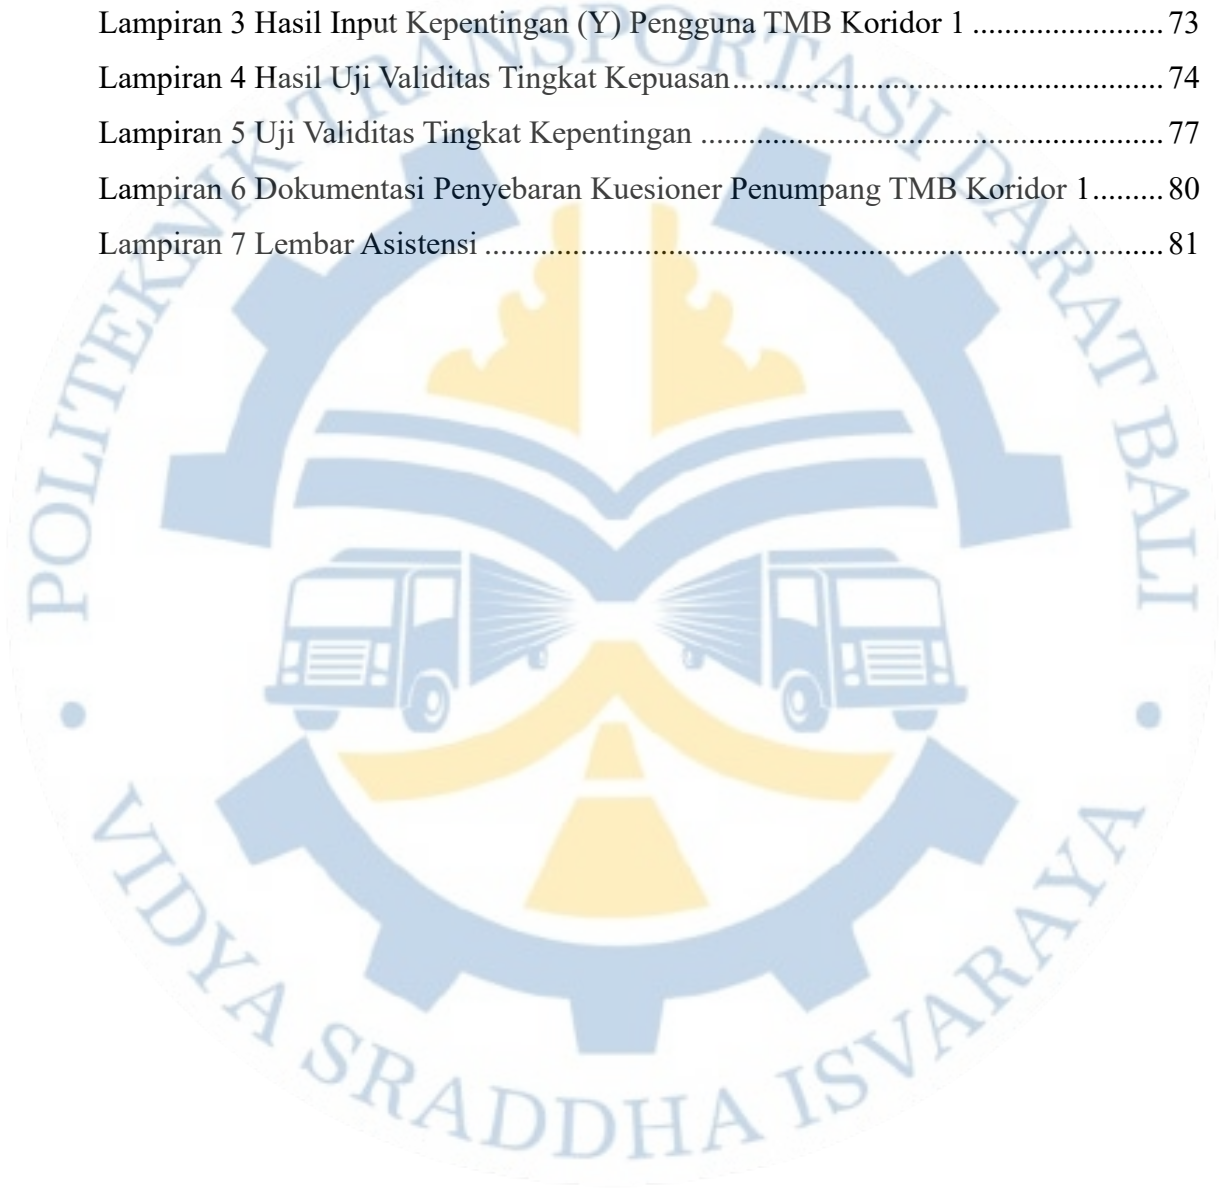 Lampiran 3 Hasil Input Kepentingan (Y) Pengguna TMB Koridor 1 ........................ 73
Lampiran 4 Hasil Uji Validitas Tingkat Kepuasan....................................................... 74
Lampiran 5 Uji Validitas Tingkat Kepentingan ........................................................... 77
Lampiran 6 Dokumentasi Penyebaran Kuesioner Penumpang TMB Koridor 1......... 80
Lampiran 7 Lembar Asistensi ...................................................................................... 81
POLITEKNIK TRANSPORTASI DARAT BALI
VIDYA SRADDHA ISVARAYA